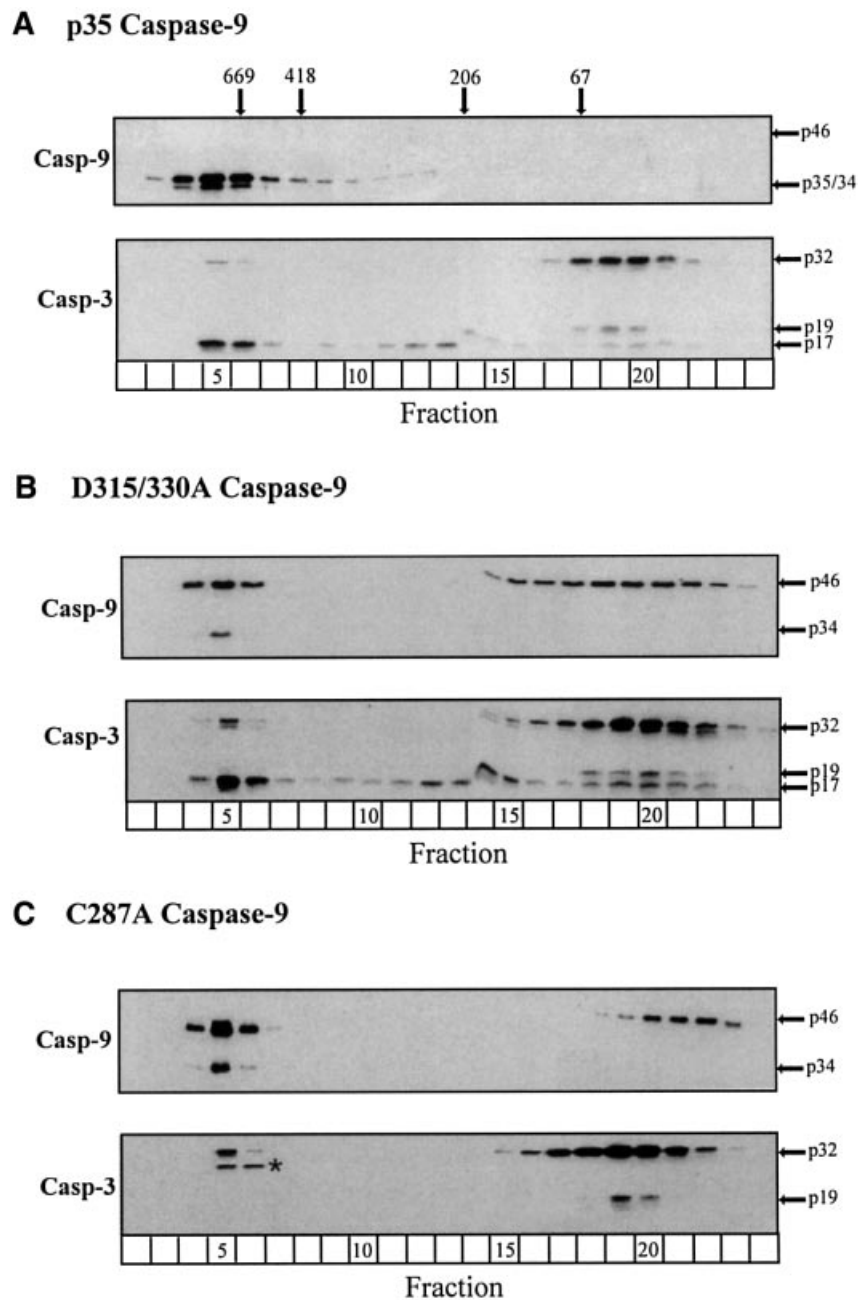 A p35 Caspase-9
669 418 206 67
Casp-9
p46
p35/34
Casp-3
p32
p19
p17
5 10 15 20
Fraction
B D315/330A Caspase-9
Casp-9
p46
p34
Casp-3
p32
p19
p17
5 10 15 20
Fraction
C C287A Caspase-9
Casp-9
p46
p34
Casp-3
*
p32
p19
5 10 15 20
Fraction